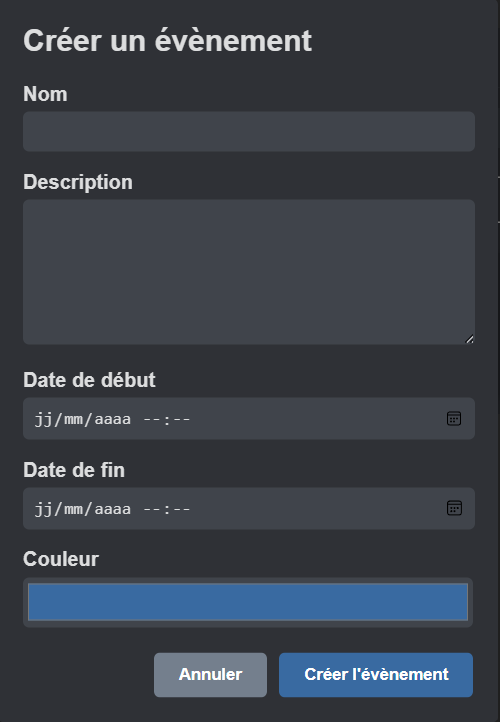 Créer un évènement
Nom
Description
Date de début
jj/mm/aaaa --:--
Date de fin
jj/mm/aaaa --:--
Couleur
Annuler
Créer l'évènement